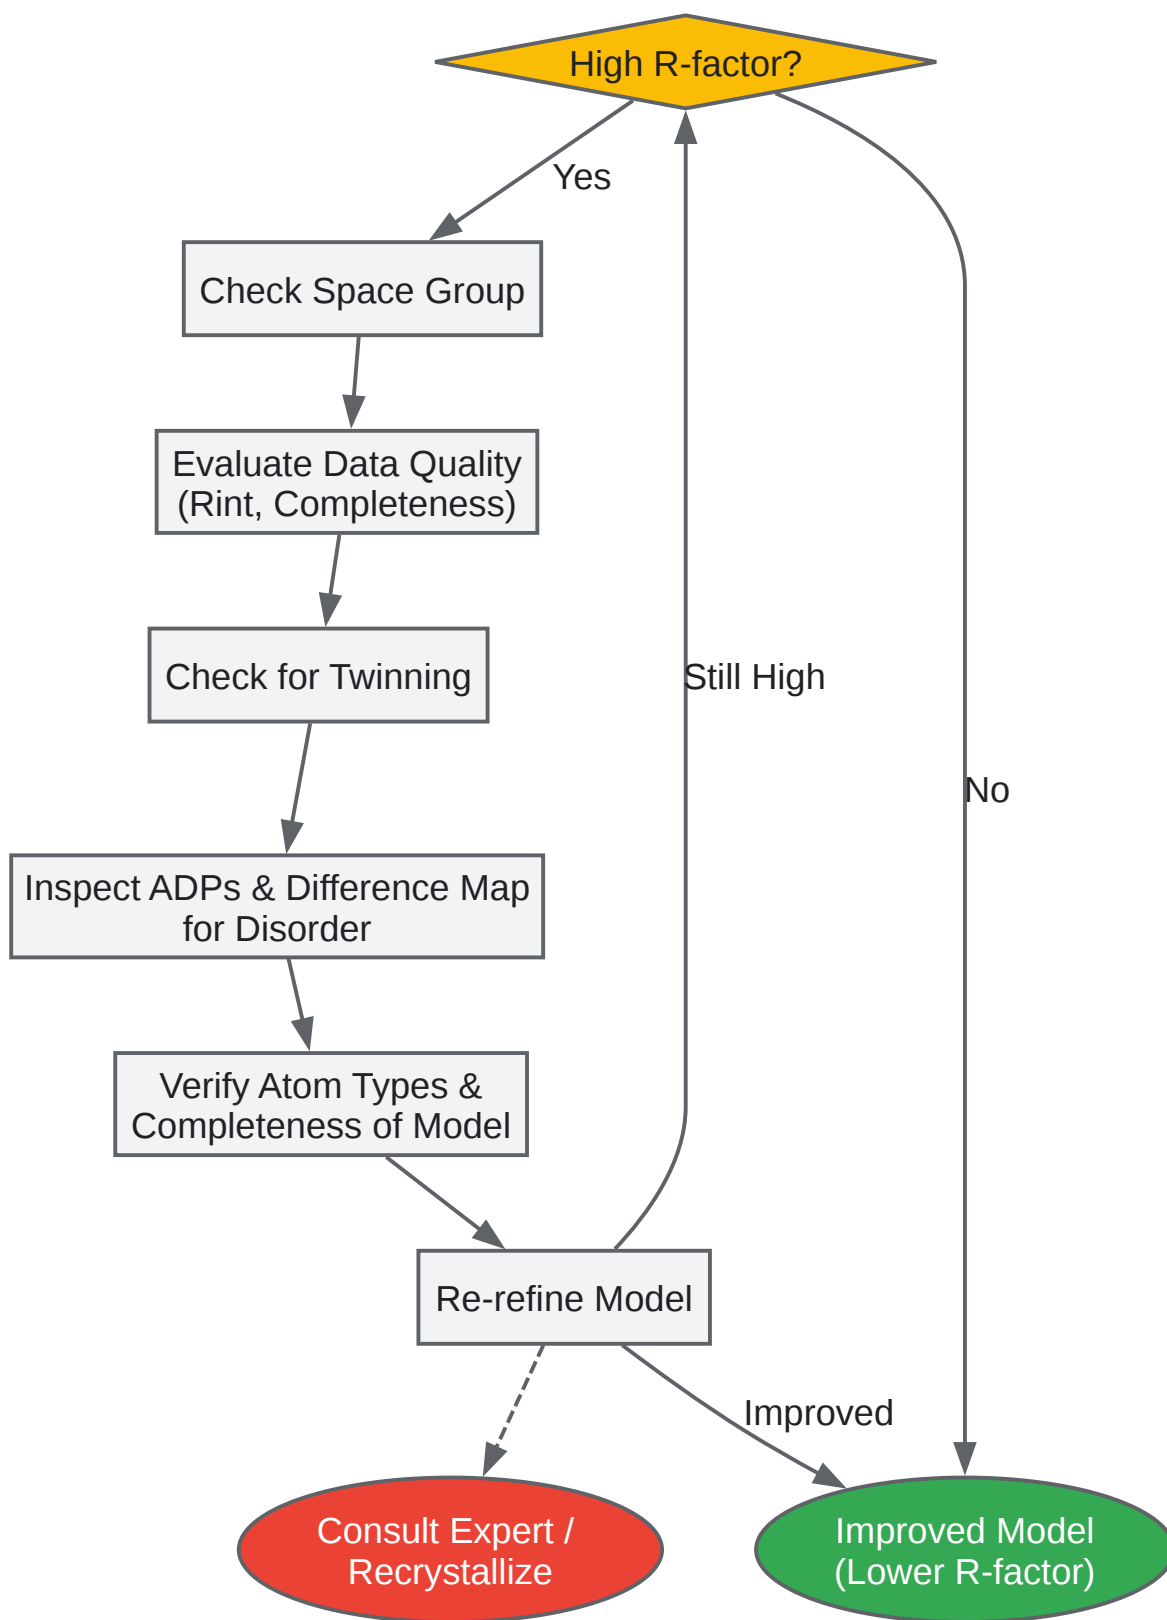 High R-factor?
Yes
Check Space Group
Evaluate Data Quality
(Rint, Completeness)
Check for Twinning
Still High
No
Inspect ADPs & Difference Map
for Disorder
Verify Atom Types &
Completeness of Model
Re-refine Model
Improved
Consult Expert /
Recrystallize
Improved Model
(Lower R-factor)